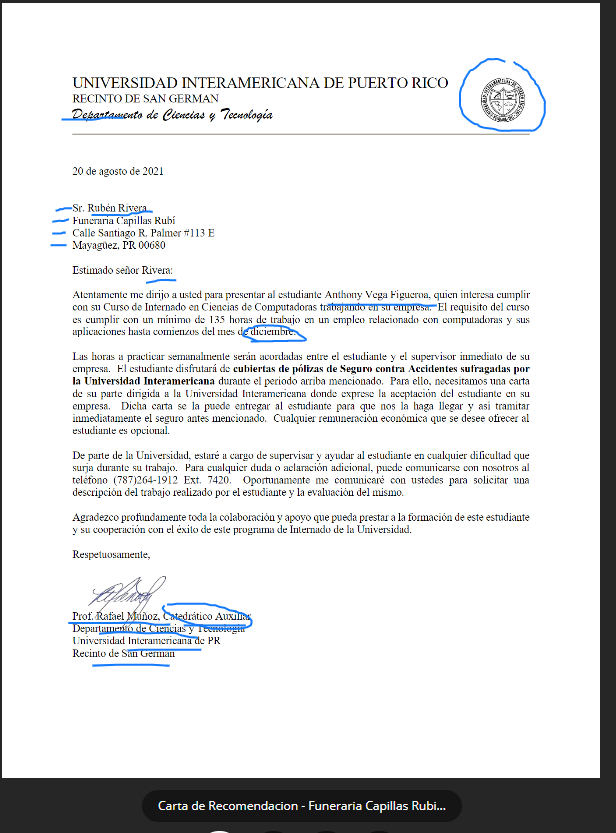 UNIVERSIDAD INTERAMERICANA DE PUERTO RICO
RECINTO DE SAN GERMAN
Departamento de Ciencias y Tecnología
20 de agosto de 2021
Sr. Rubén Rivera
Funeraria Capillas Rubí
Calle Santiago R. Palmer #113 E
Mayagüez, PR 00680
Estimado señor Rivera:
Atentamente me dirijo a usted para presentar al estudiante Anthony Vega Figueroa, quien interesa cumplir
con su Curso de Internado en Ciencias de Computadoras trabajando en su empresa. El requisito del curso
es cumplir con un mínimo de 135 horas de trabajo en un empleo relacionado con computadoras y sus
aplicaciones hasta comienzos del mes de diciembre.
Las horas a practicar semanalmente serán acordadas entre el estudiante y el supervisor inmediato de su
empresa. El estudiante disfrutará de cubiertas de pólizas de Seguro contra Accidentes sufragadas por
la Universidad Interamericana durante el periodo arriba mencionado. Para ello, necesitamos una carta
de su parte dirigida a la Universidad Interamericana donde exprese la aceptación del estudiante en su
empresa. Dicha carta se la puede entregar al estudiante para que nos la haga llegar y asi tramitar
inmediatamente el seguro antes mencionado. Cualquier remuneración económica que se desee ofrecer al
estudiante es opcional.
De parte de la Universidad, estaré a cargo de supervisar y ayudar al estudiante en cualquier dificultad que
surja durante su trabajo. Para cualquier duda o aclaración adicional, puede comunicarse con nosotros al
teléfono (787)264-1912 Ext. 7420. Oportunamente me comunicaré con ustedes para solicitar una
descripción del trabajo realizado por el estudiante y la evaluación del mismo.
Agradezco profundamente toda la colaboración y apoyo que pueda prestar a la formación de este estudiante
y su cooperación con el éxito de este programa de Internado de la Universidad.
Respetuosamente,
Prof. Rafael Muñoz, Catedrático Auxiliar
Departamento de Ciencias y Tecnología
Universidad Interamericana de PR
Recinto de San German
Carta de Recomendacion - Funeraria Capillas Rubi...